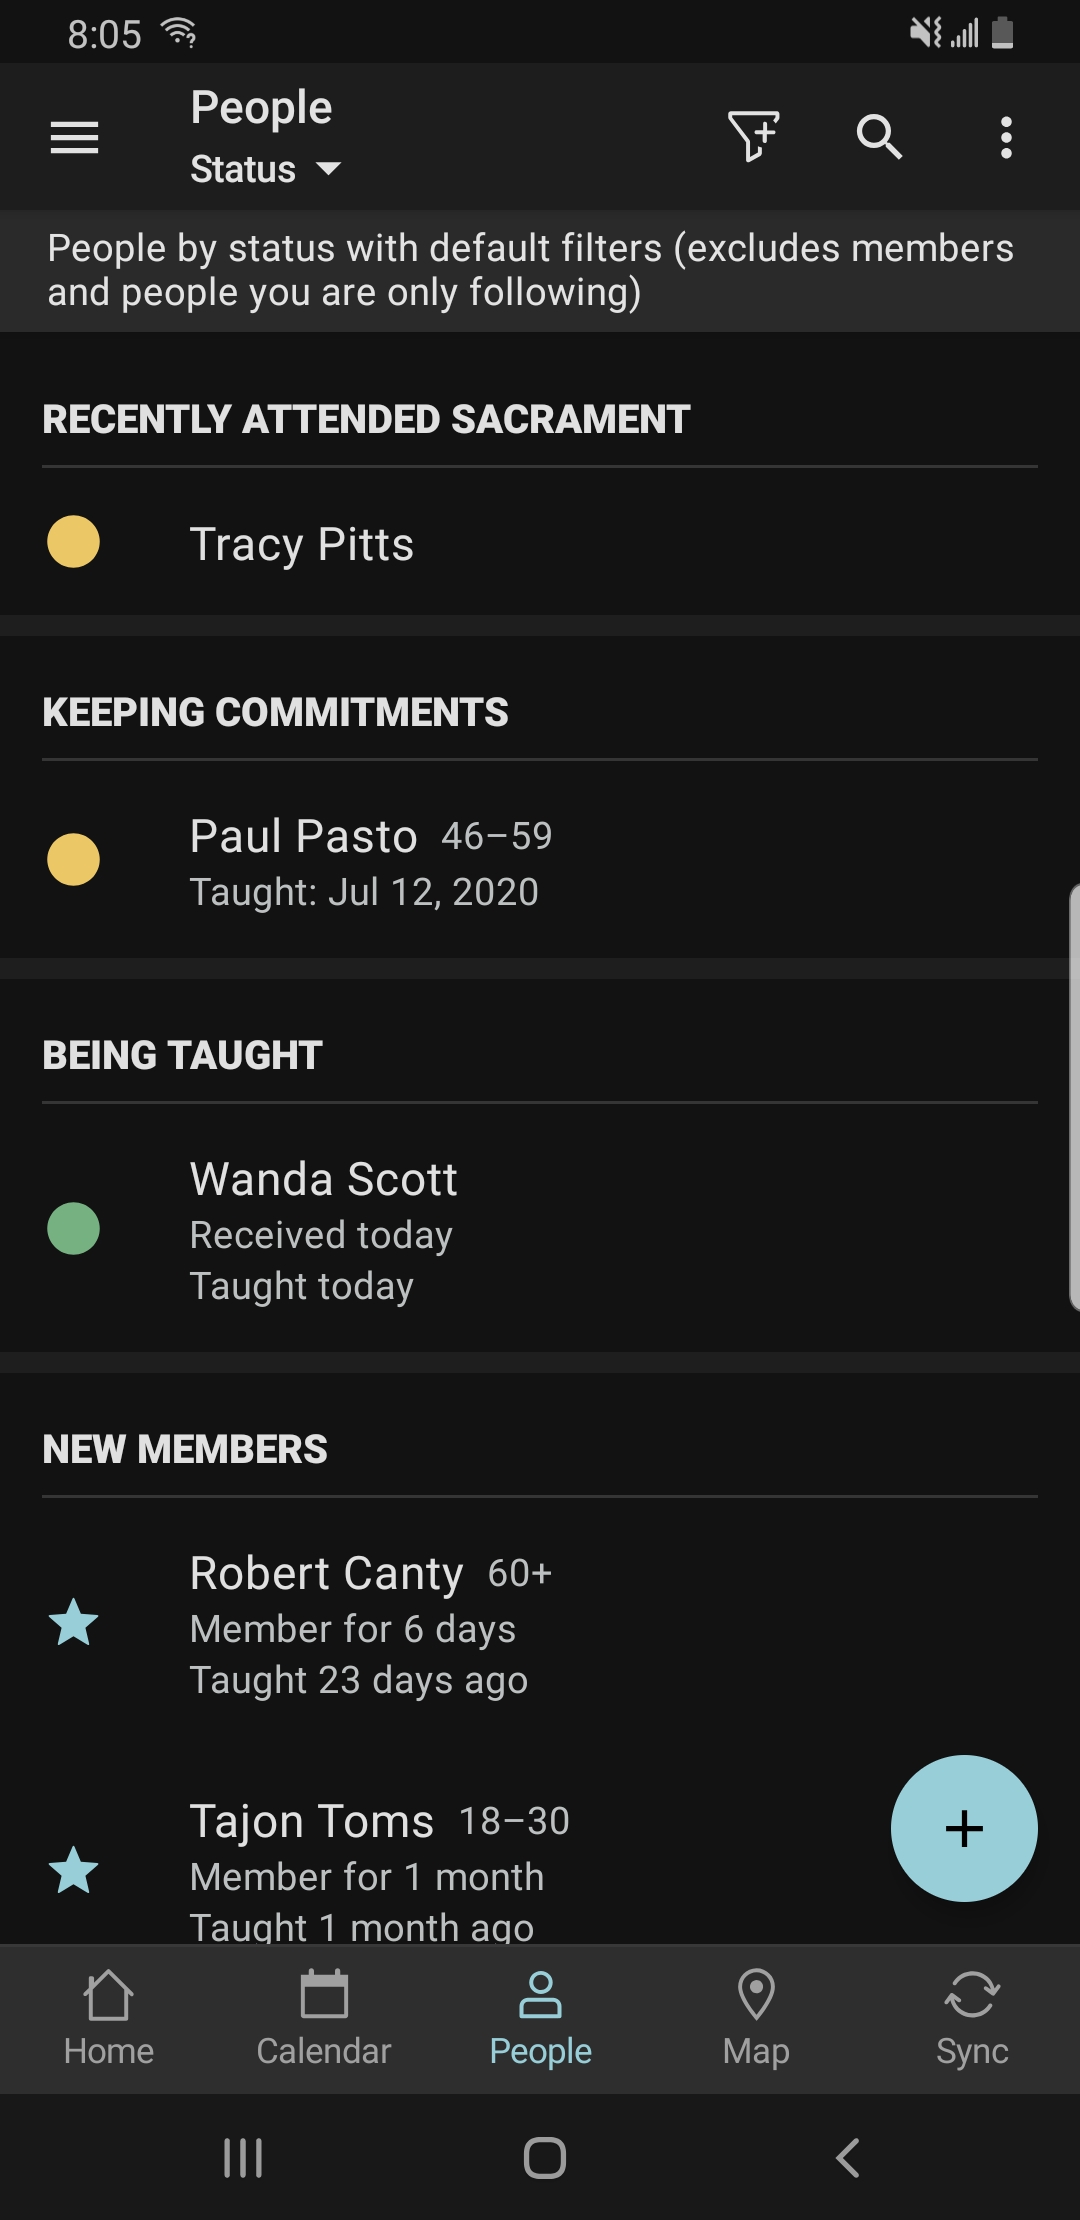 8:05
People
Status
People by status with default filters (excludes members
and people you are only following)
RECENTLY ATTENDED SACRAMENT
Tracy Pitts
KEEPING COMMITMENTS
Paul Pasto 46–59
Taught: Jul 12, 2020
BEING TAUGHT
Wanda Scott
Received today
Taught today
NEW MEMBERS
Robert Canty 60+
Member for 6 days
Taught 23 days ago
Tajon Toms 18–30
Member for 1 month
Taught 1 month ago
Home Calendar People Map Sync